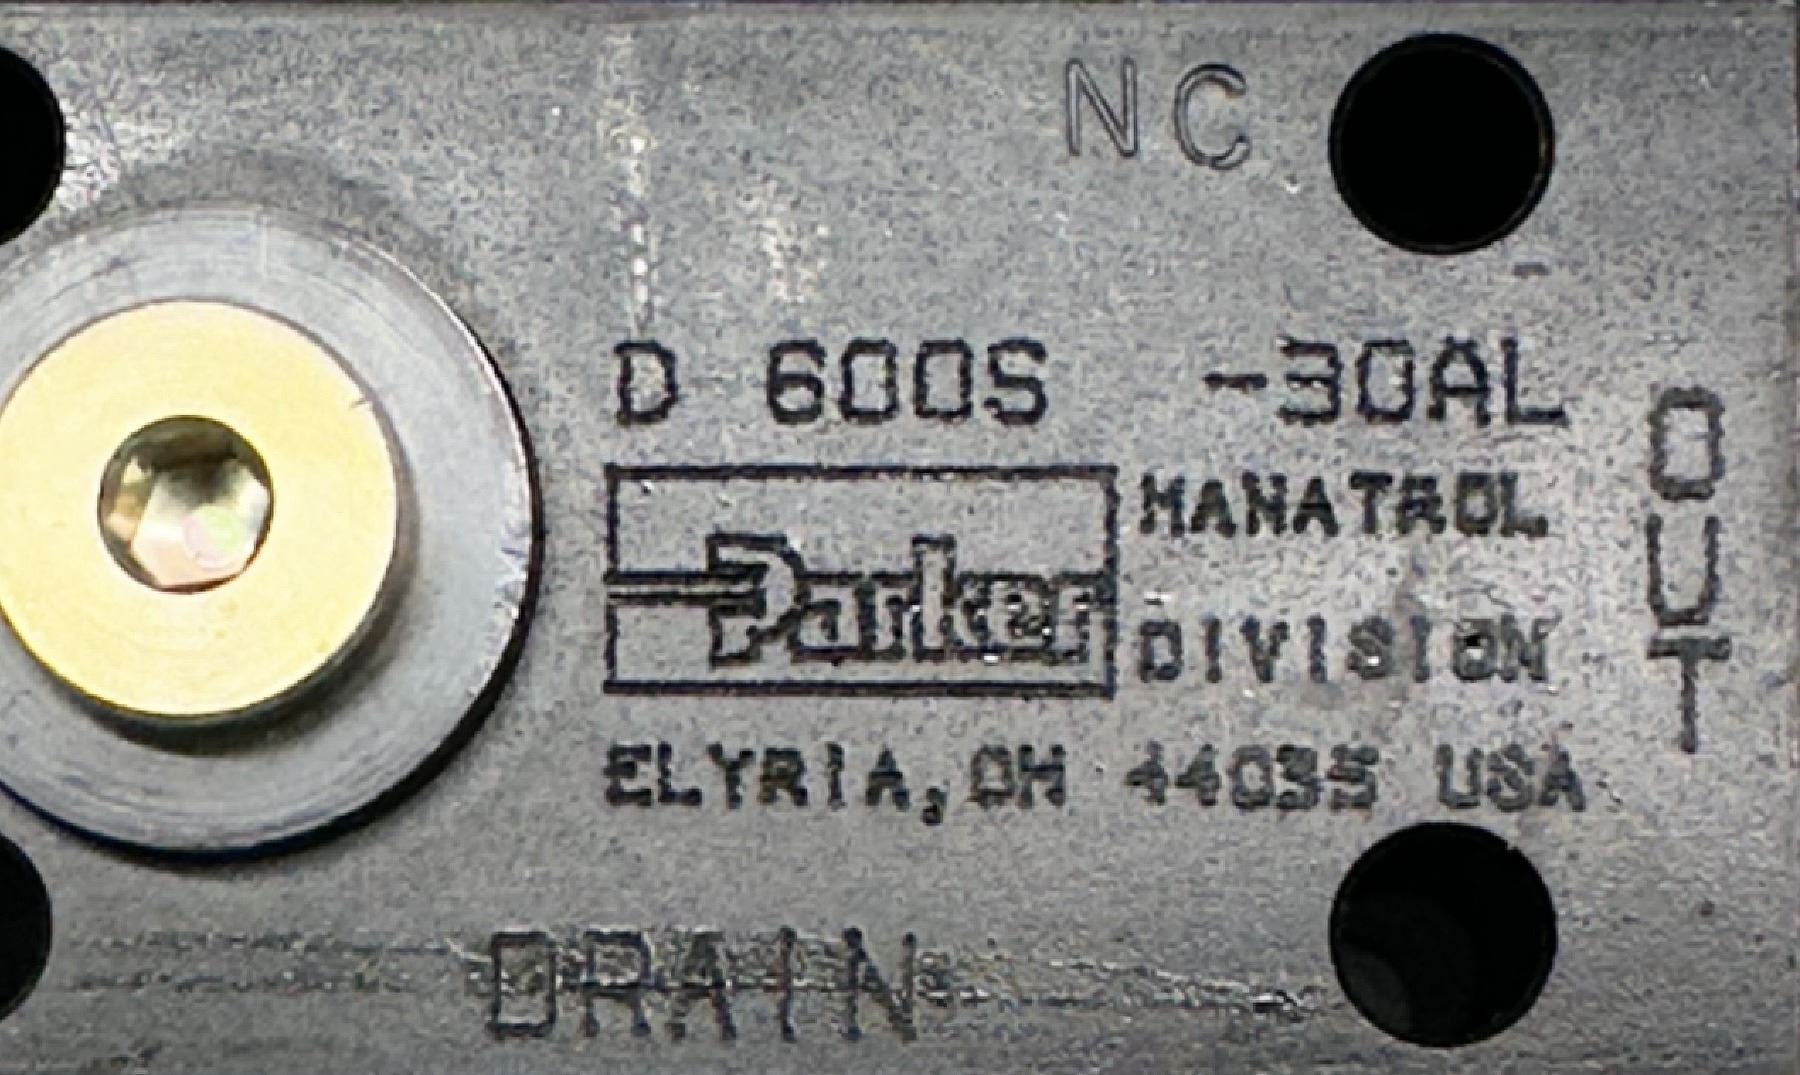 NC
D 600S -30AL
Parker
MANATROL
DIVISION
ELYRIA, OH 44035 USA
OUT
DRAIN